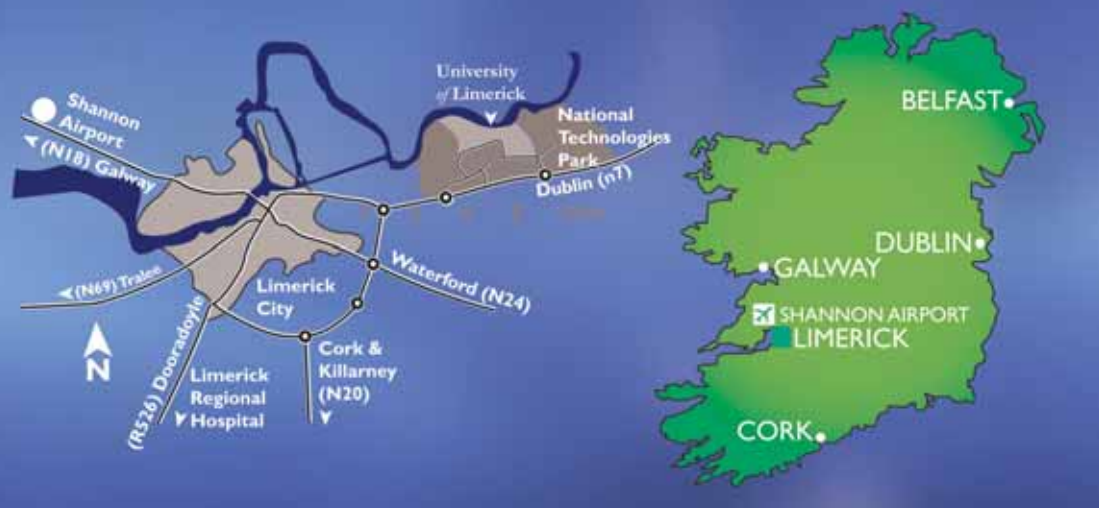 Shannon
Airport
(N18) Galway
University
of Limerick
National
Technologies
Park
Dublin (n7)
(N69) Tralee
Limerick
City
Waterford (N24)
N
(R526) Dooradoyle
Limerick
Regional
Hospital
Cork &
Killarney
(N20)
BELFAST
DUBLIN
GALWAY
SHANNON AIRPORT
LIMERICK
CORK